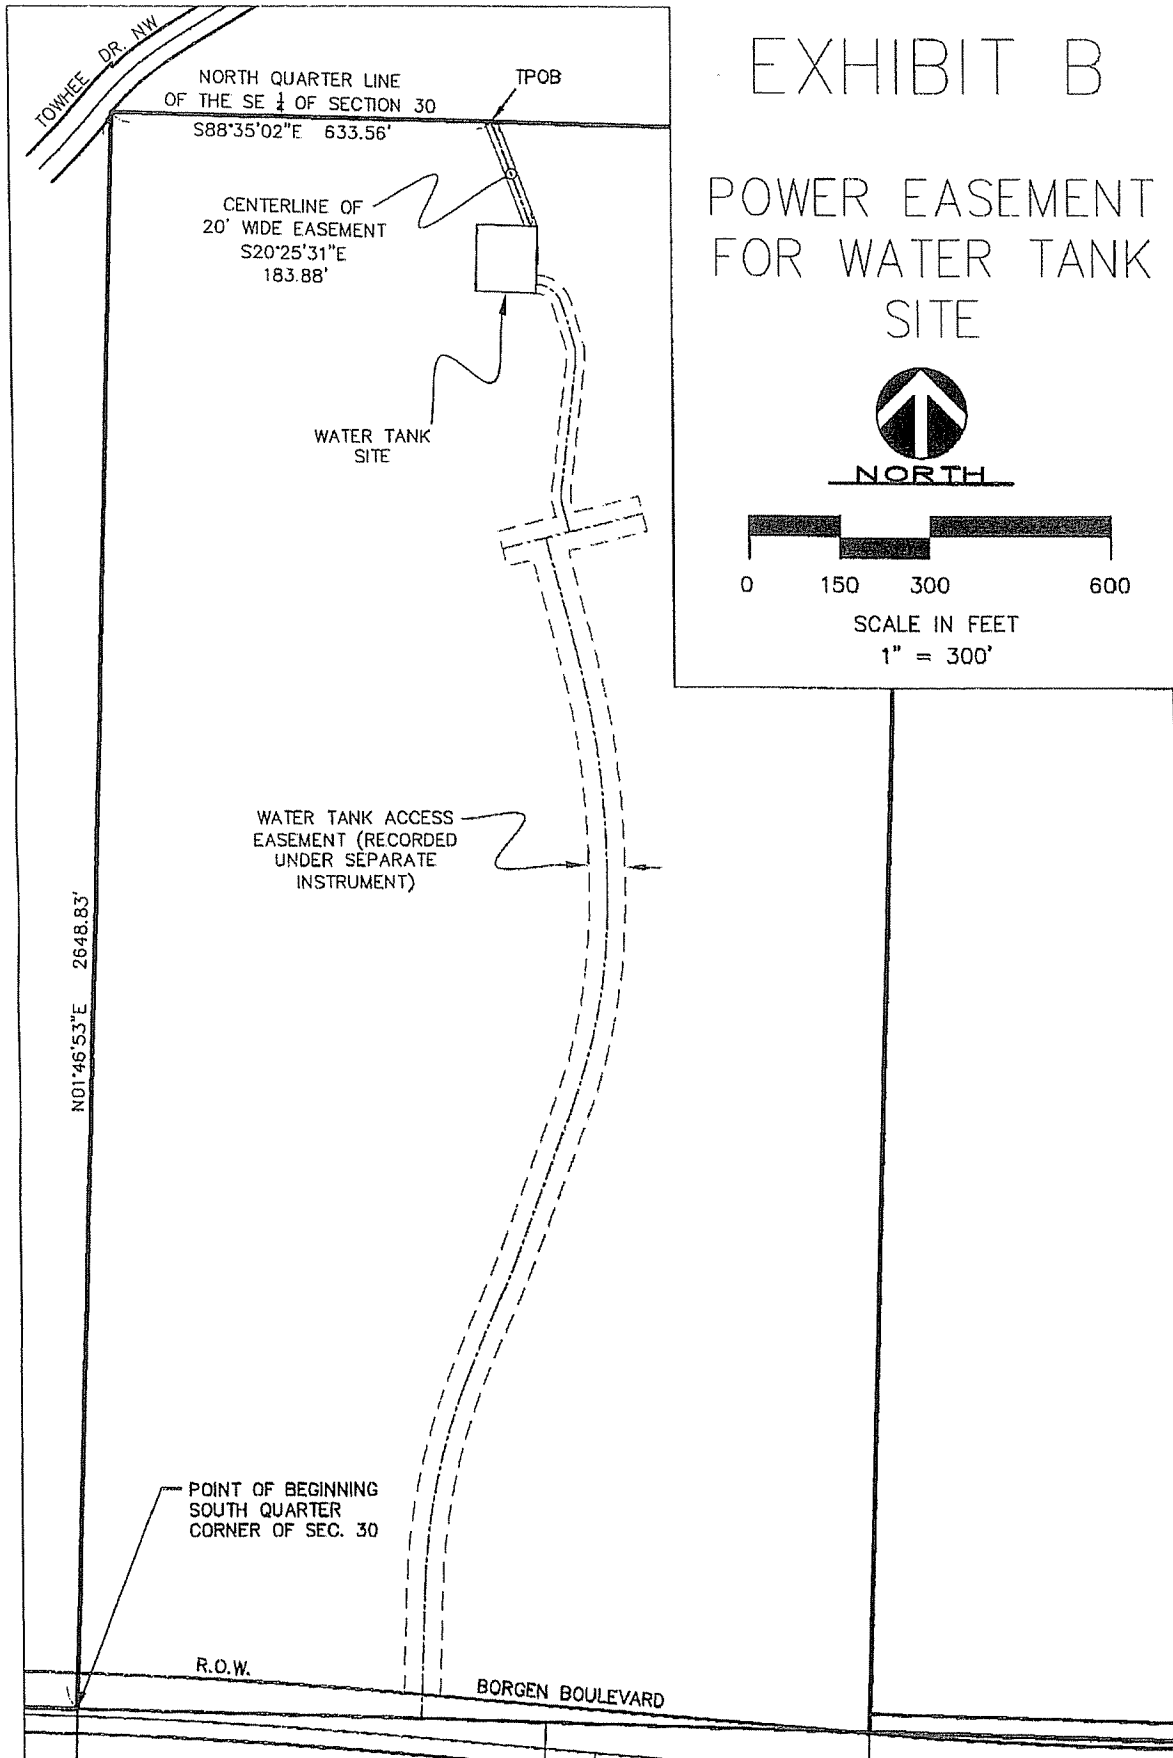 EXHIBIT B
POWER EASEMENT
FOR WATER TANK
SITE
NORTH
0 150 300 600
SCALE IN FEET
1" = 300'
TOWHEE DR. NW
NORTH QUARTER LINE
OF THE SE 1/4 OF SECTION 30
S88°35'02"E 633.56'
TPOB
CENTERLINE OF
20' WIDE EASEMENT
S20°25'31"E
183.88'
WATER TANK
SITE
WATER TANK ACCESS
EASEMENT (RECORDED
UNDER SEPARATE
INSTRUMENT)
N01°46'53"E 2648.83'
POINT OF BEGINNING
SOUTH QUARTER
CORNER OF SEC. 30
R.O.W.
BORGEN BOULEVARD